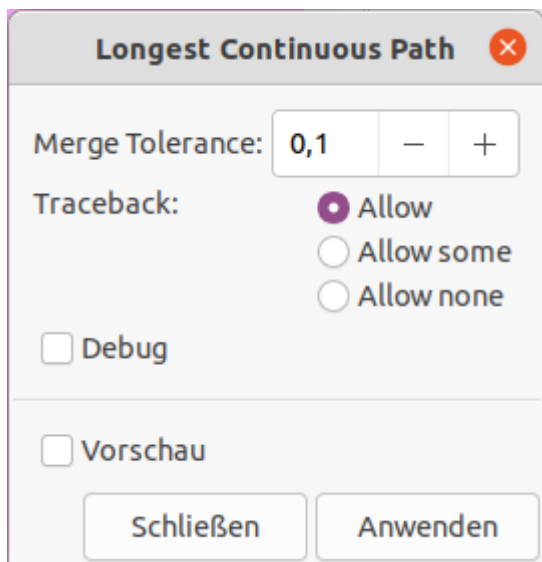 Longest Continuous Path
Merge Tolerance: 0,1 − +
Traceback: Allow
Allow some
Allow none
Debug
Vorschau
Schließen Anwenden